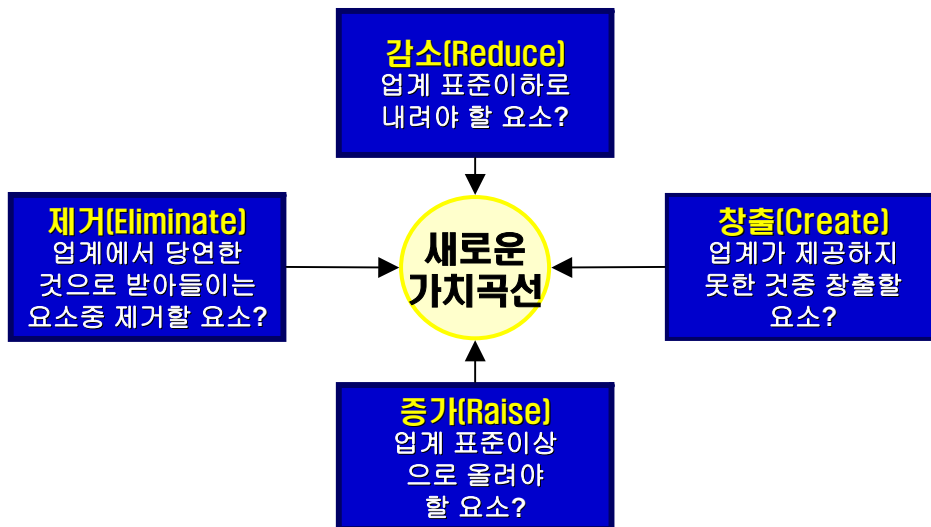 감소(Reduce)
업계 표준이하로
내려야 할 요소?
제거(Eliminate)
업계에서 당연한
것으로 받아들이는
요소중 제거할 요소?
새로운
가치곡선
창출(Create)
업계가 제공하지
못한 것중 창출할
요소?
증가(Raise)
업계 표준이상
으로 올려야
할 요소?